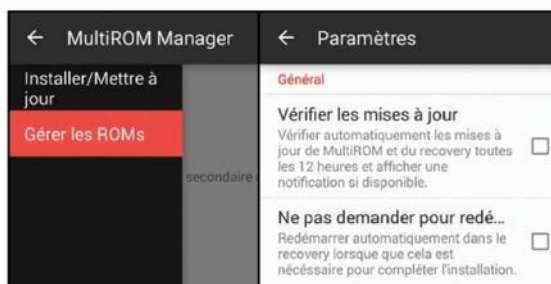 ← MultiROM Manager
Installer/Mettre à
jour
Gérer les ROMs
secondaire
← Paramètres
Général
Vérifier les mises à jour
Vérifier automatiquement les mises à
jour de MultiROM et du recovery toutes
les 12 heures et afficher une
notification si disponible.
Ne pas demander pour redé...
Redémarrer automatiquement dans le
recovery lorsque que cela est
nécéssaire pour compléter l'installation.